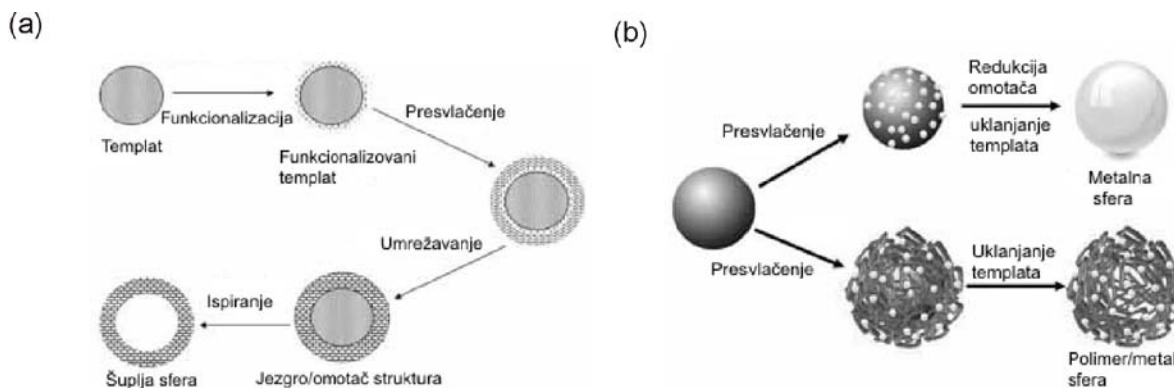 (a)
Templat
Funkcionalizacija
Funkcionalizovani
templat
Presvlačenje
Umrežavanje
Jezgro/omotač struktura
Ispiranje
Šuplja sfera
(b)
Presvlačenje
Redukcija
omotača
uklanjanje
templata
Metalna
sfera
Presvlačenje
Uklanjanje
templata
Polimer/metal
sfera